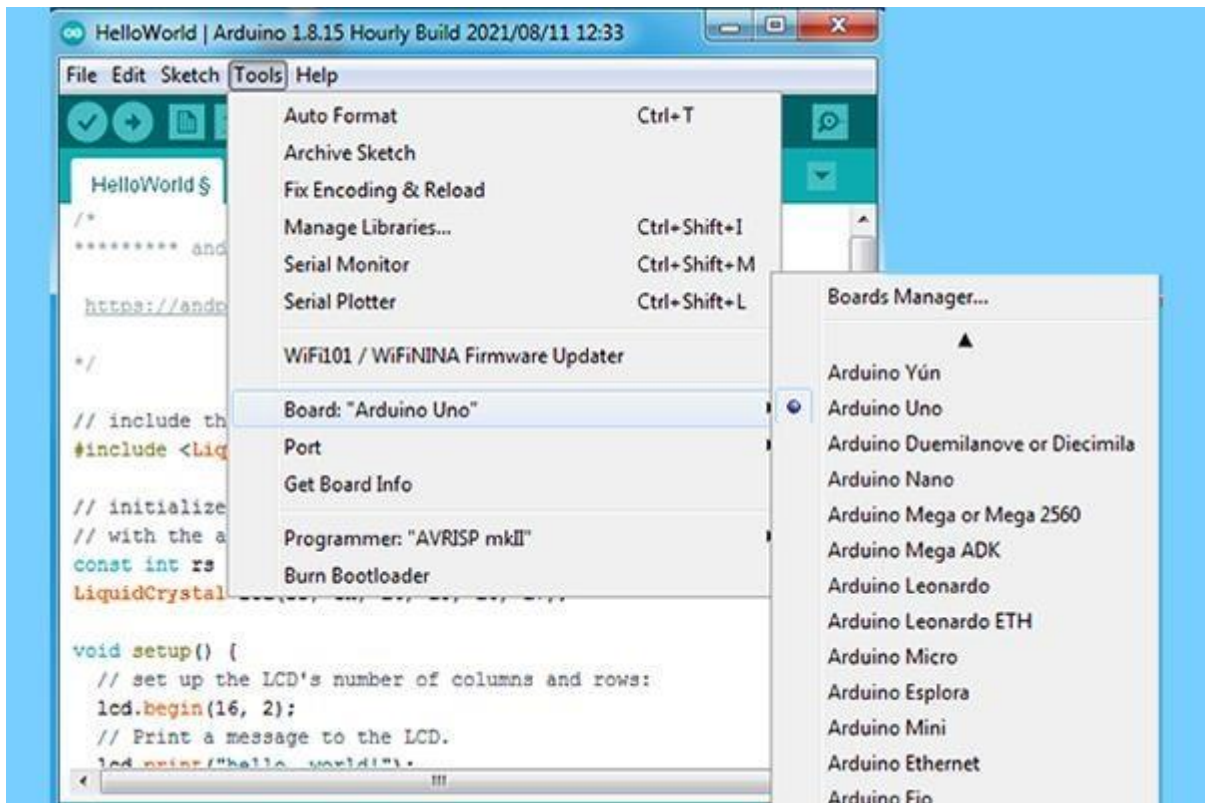 HelloWorld | Arduino 1.8.15 Hourly Build 2021/08/11 12:33
File Edit Sketch Tools Help
Auto Format Ctrl+T
Archive Sketch
Fix Encoding & Reload
Manage Libraries... Ctrl+Shift+I
Serial Monitor Ctrl+Shift+M
Serial Plotter Ctrl+Shift+L
WiFi101 / WiFiNINA Firmware Updater
Board: "Arduino Uno"
Port
Get Board Info
Programmer: "AVRISP mkII"
Burn Bootloader
Boards Manager...
Arduino Yún
Arduino Uno
Arduino Duemilanove or Diecimila
Arduino Nano
Arduino Mega or Mega 2560
Arduino Mega ADK
Arduino Leonardo
Arduino Leonardo ETH
Arduino Micro
Arduino Esplora
Arduino Mini
Arduino Ethernet
Arduino Fio
HelloWorld §
/*
********* and
https://andp
*/
// include th
#include <Liq
// initialize
// with the a
const int rs
LiquidCrystal
void setup() {
// set up the LCD's number of columns and rows:
lcd.begin(16, 2);
// Print a message to the LCD.
lcd.print("hello, world!");